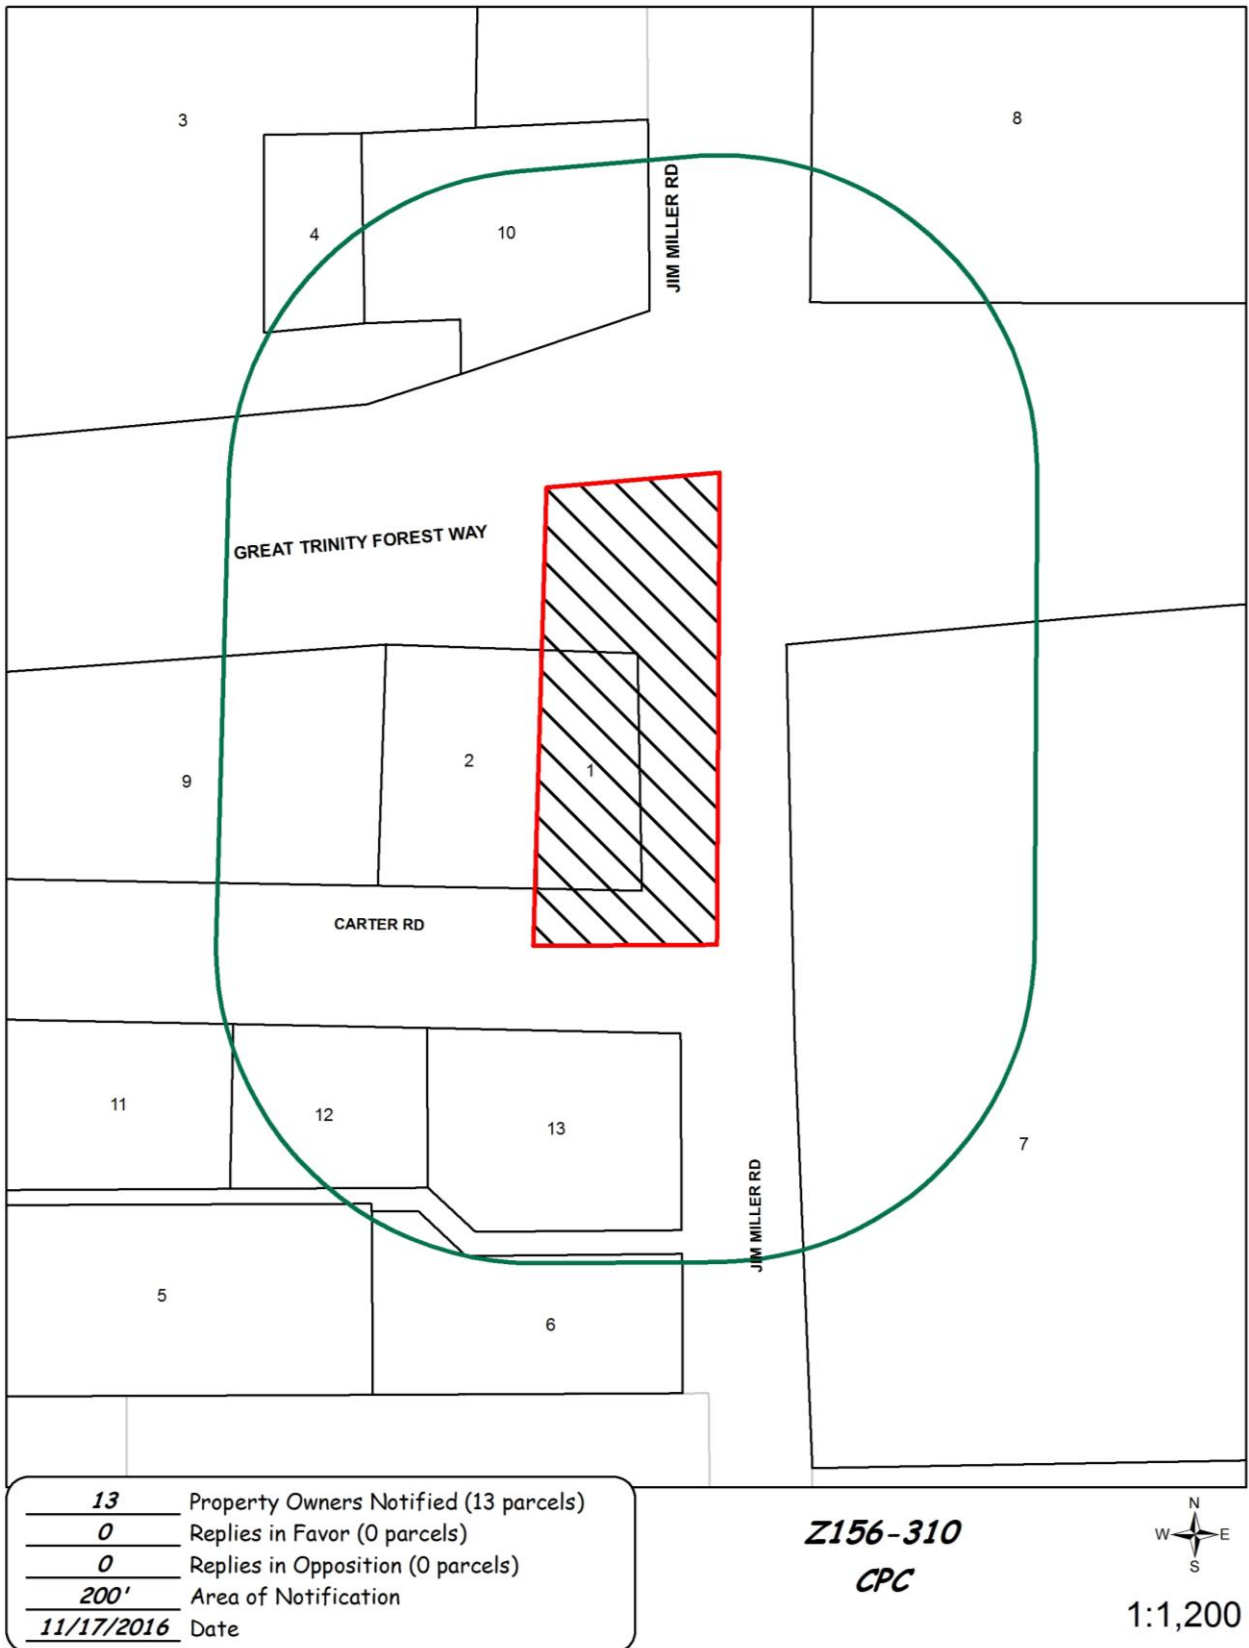 3
8
JIM MILLER RD
4
10
GREAT TRINITY FOREST WAY
2
1
9
CARTER RD
11
12
13
7
JIM MILLER RD
5
6
13 Property Owners Notified (13 parcels)
0 Replies in Favor (0 parcels)
0 Replies in Opposition (0 parcels)
200' Area of Notification
11/17/2016 Date
Z156-310
CPC
N
W E
S
1:1,200